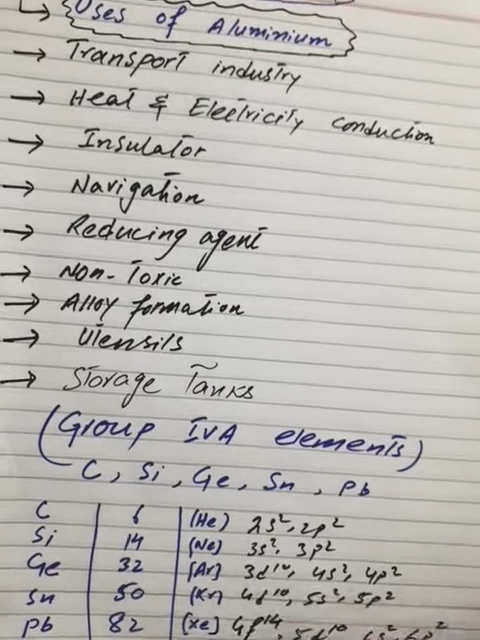 Uses of Aluminium
→ Transport industry
→ Heat & Electricity conduction
→ Insulator
→ Navigation
→ Reducing agent
→ Non-Toxic
→ Alloy formation
→ Utensils
→ Storage Tanks
(Group IVA elements)
C, Si, Ge, Sn, Pb
C 6 (He) 2s², 2p²
Si 14 (Ne) 3s², 3p²
Ge 32 (Ar) 3d¹⁰, 4s², 4p²
Sn 50 (Kr) 4d¹⁰, 5s², 5p²
Pb 82 (Xe) 4f¹⁴, 5d¹⁰